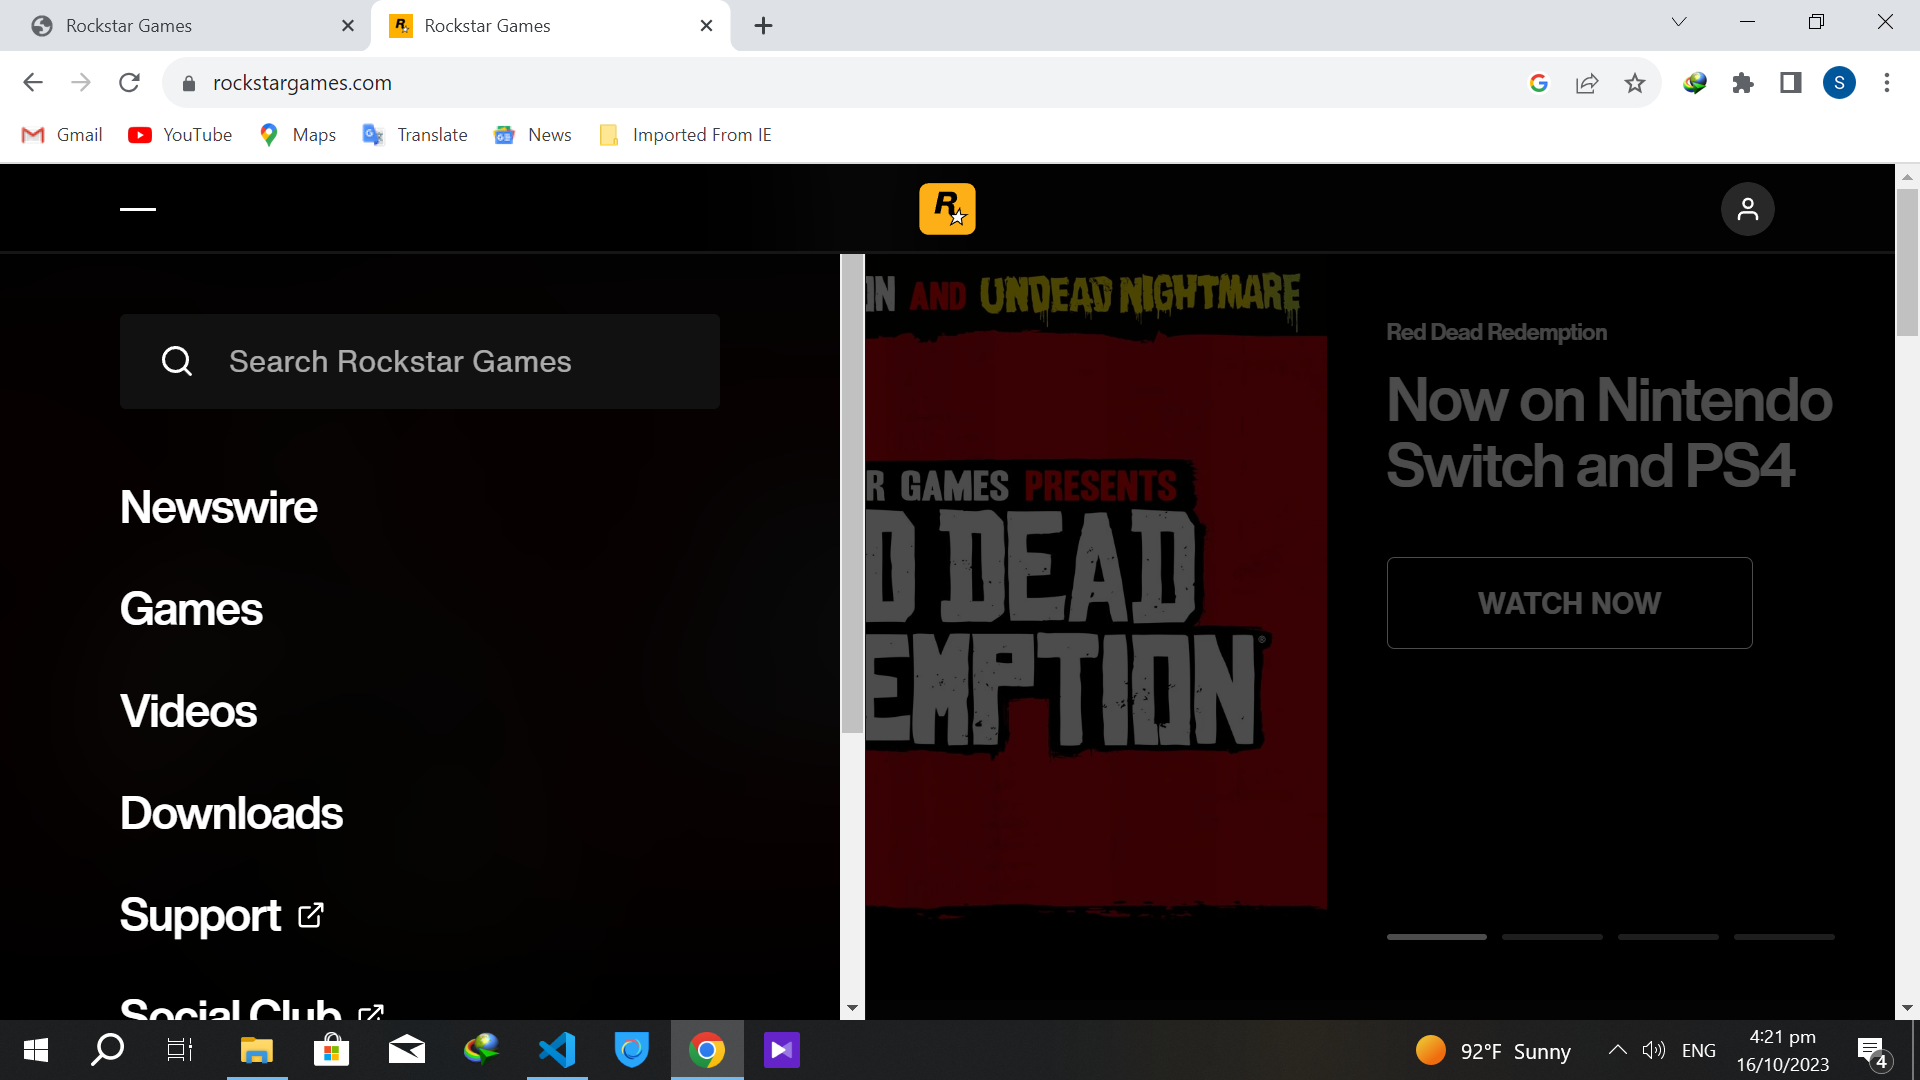 Rockstar Games
Rockstar Games
rockstargames.com
S
Gmail
YouTube
Maps
Translate
News
Imported From IE
R
Search Rockstar Games
Newswire
Games
Videos
Downloads
Support
Social Club
AND UNDEAD NIGHTMARE
GAMES PRESENTS
DEAD
EMPTION®
Red Dead Redemption
Now on Nintendo
Switch and PS4
WATCH NOW
92°F Sunny
ENG
4:21 pm
16/10/2023
4